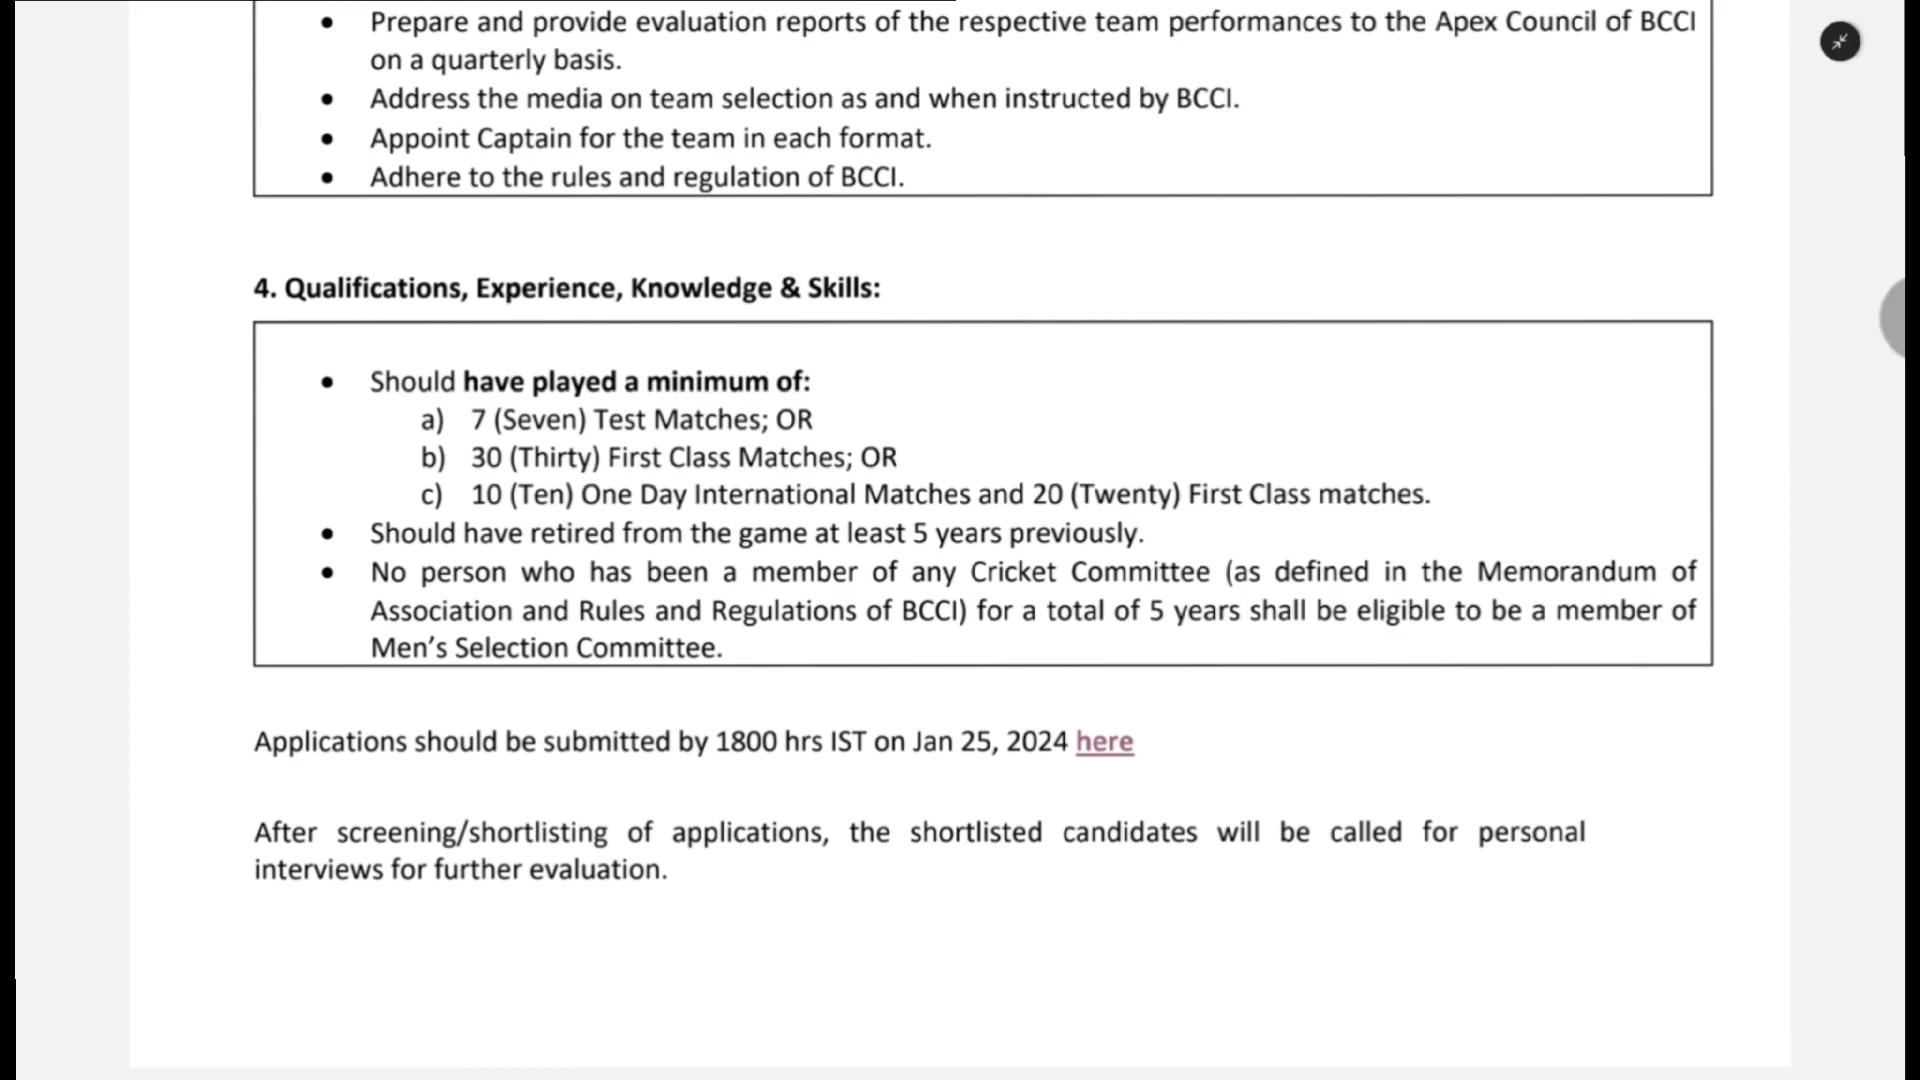 • Prepare and provide evaluation reports of the respective team performances to the Apex Council of BCCI
on a quarterly basis.
• Address the media on team selection as and when instructed by BCCI.
• Appoint Captain for the team in each format.
• Adhere to the rules and regulation of BCCI.
4. Qualifications, Experience, Knowledge & Skills:
• Should have played a minimum of:
a) 7 (Seven) Test Matches; OR
b) 30 (Thirty) First Class Matches; OR
c) 10 (Ten) One Day International Matches and 20 (Twenty) First Class matches.
• Should have retired from the game at least 5 years previously.
• No person who has been a member of any Cricket Committee (as defined in the Memorandum of
Association and Rules and Regulations of BCCI) for a total of 5 years shall be eligible to be a member of
Men’s Selection Committee.
Applications should be submitted by 1800 hrs IST on Jan 25, 2024 here
After screening/shortlisting of applications, the shortlisted candidates will be called for personal
interviews for further evaluation.